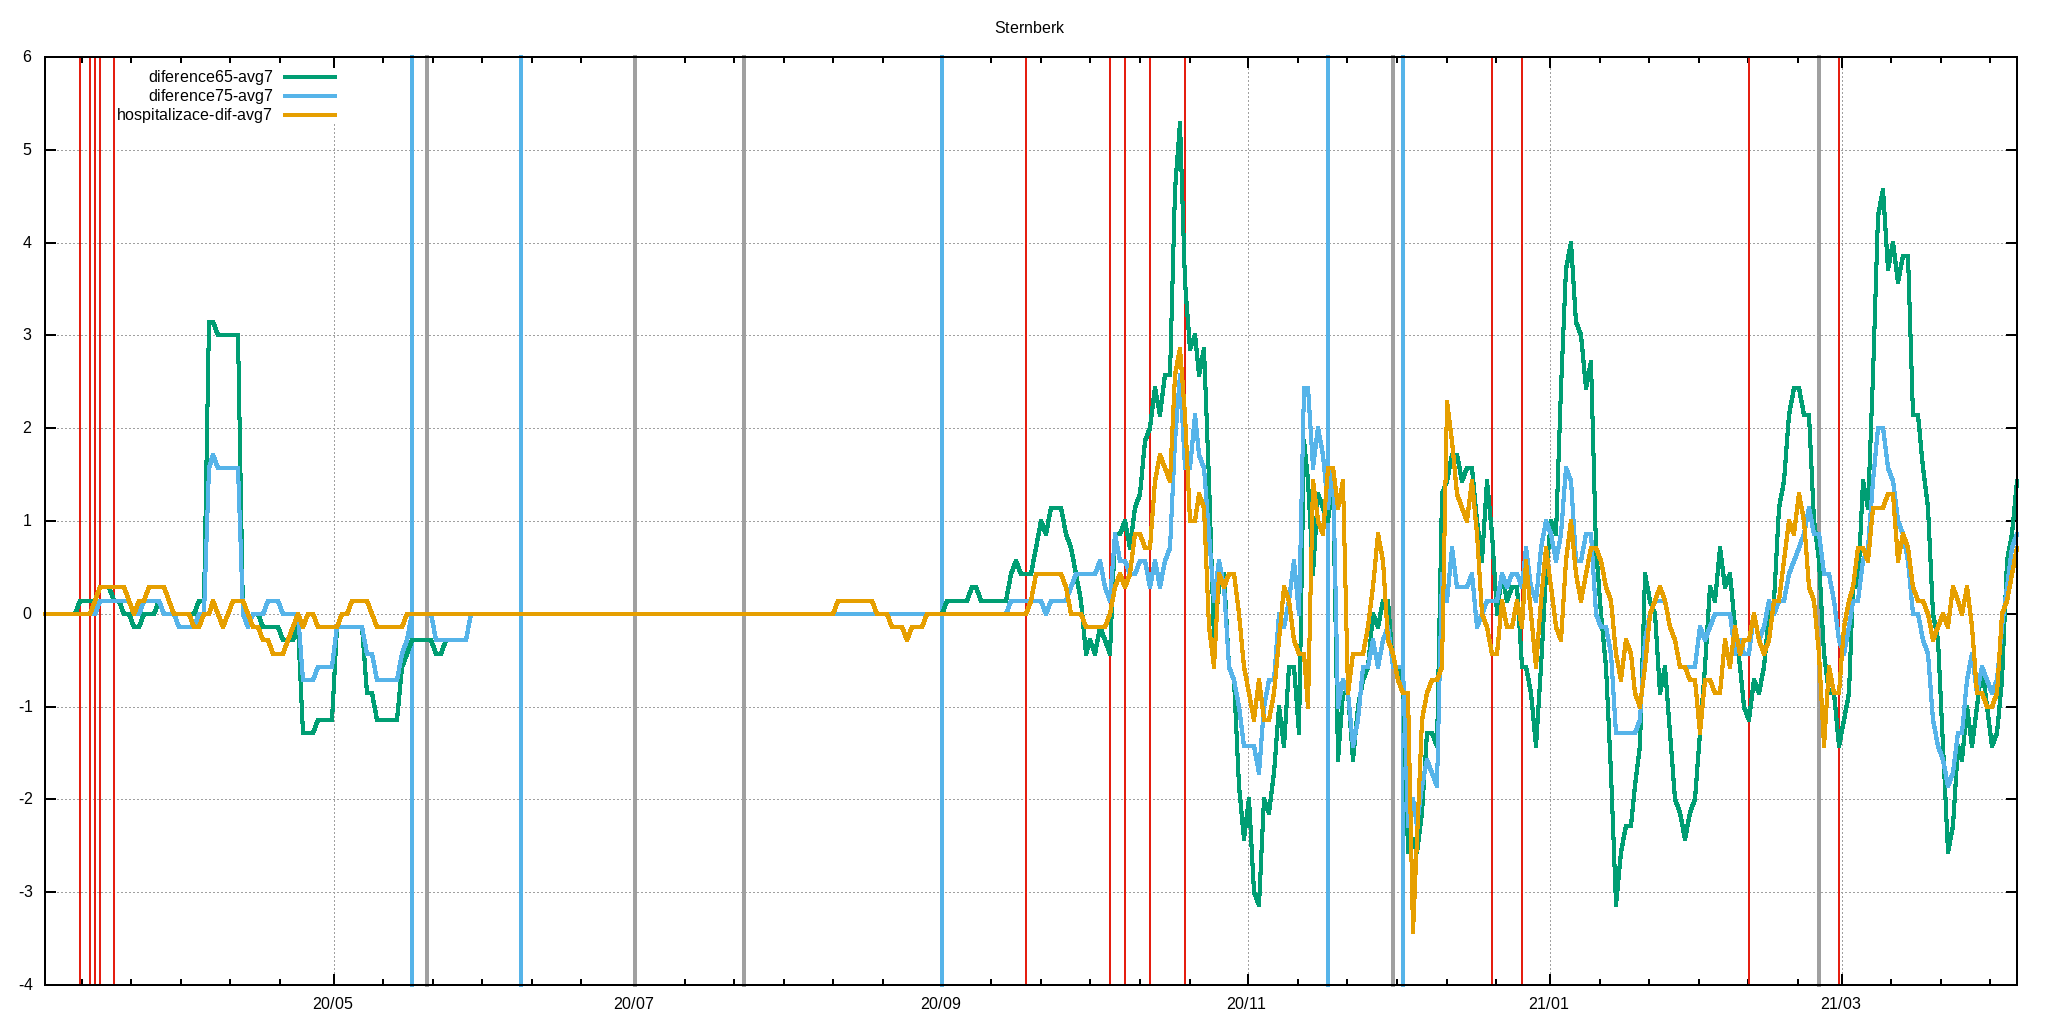 Sternberk
6
diference65-avg7
diference75-avg7
hospitalizace-dif-avg7
5
4
3
2
1
0
-1
-2
-3
-4
20/05 20/07 20/09 20/11 21/01 21/03